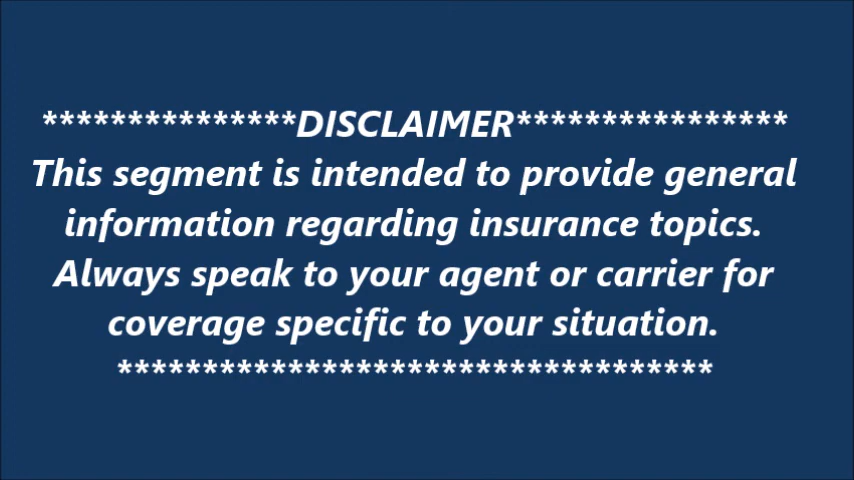 ***************DISCLAIMER****************
This segment is intended to provide general
information regarding insurance topics.
Always speak to your agent or carrier for
coverage specific to your situation.
***********************************